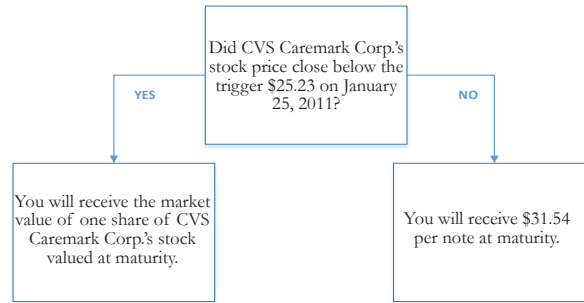 Did CVS Caremark Corp.'s
stock price close below the
trigger $25.23 on January
25, 2011?
YES
NO
You will receive the market
value of one share of CVS
Caremark Corp.'s stock
valued at maturity.
You will receive $31.54
per note at maturity.